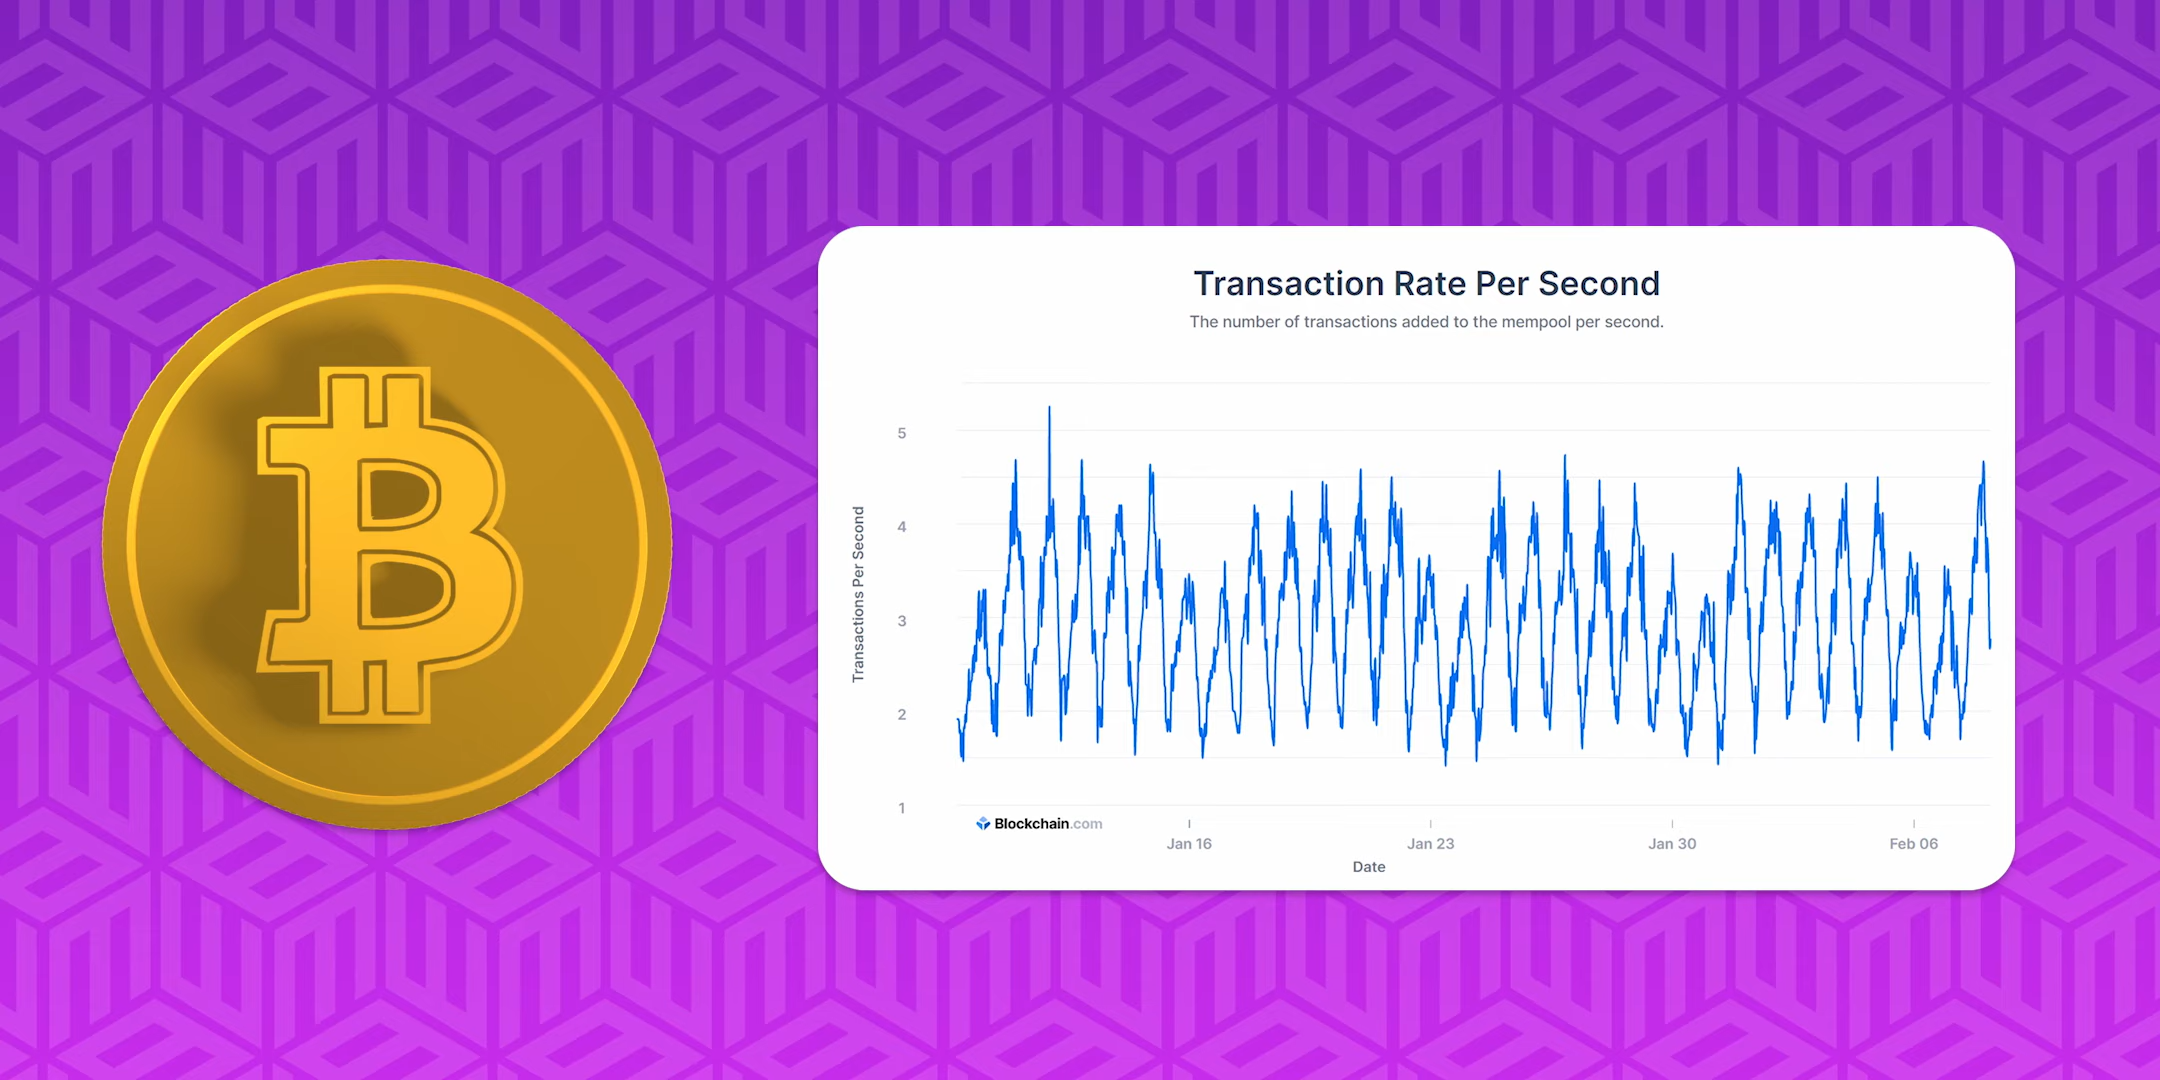 Transaction Rate Per Second
The number of transactions added to the mempool per second.
Transactions Per Second
5
4
3
2
1
Blockchain.com
Jan 16
Jan 23
Jan 30
Feb 06
Date